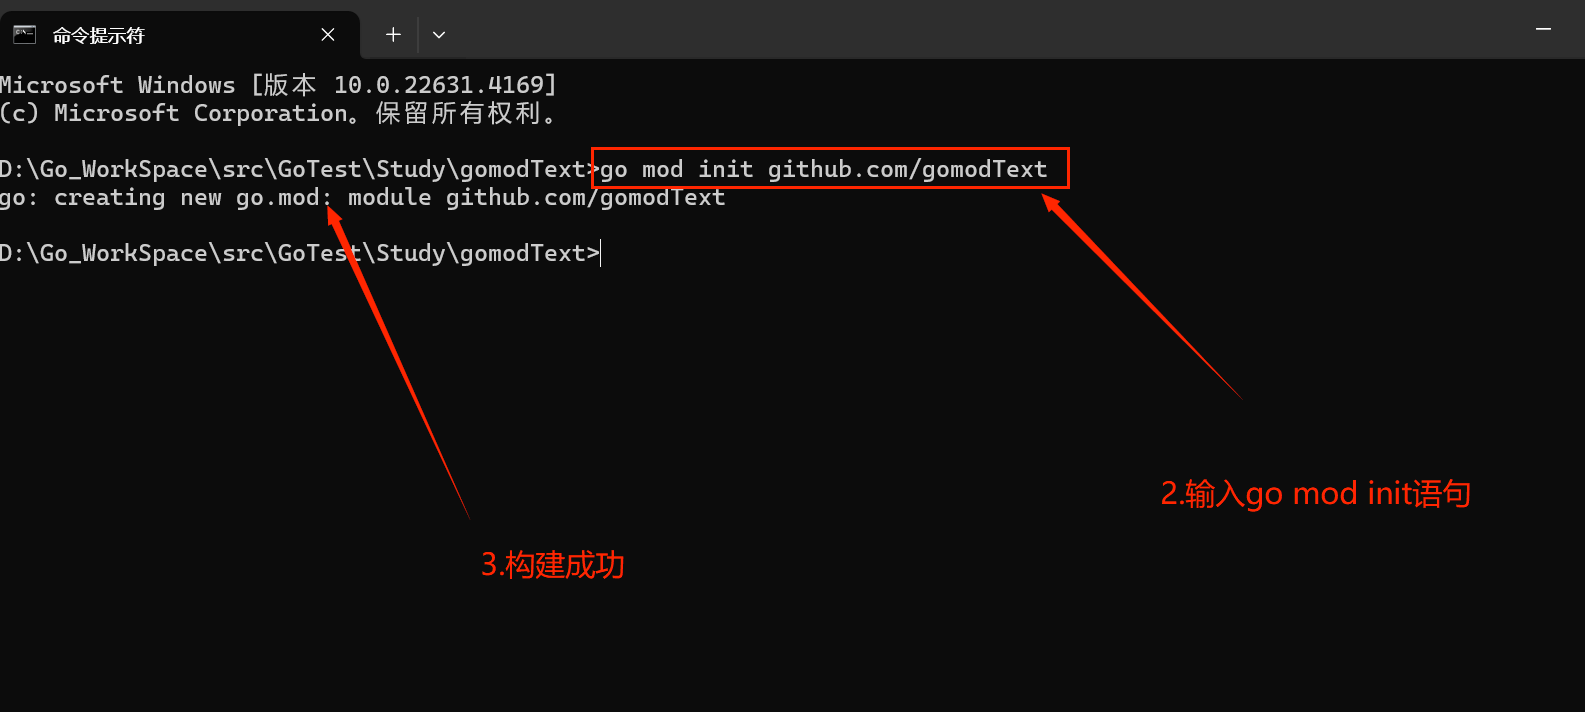 命令提示符
Microsoft Windows [版本 10.0.22631.4169]
(c) Microsoft Corporation。保留所有权利。
D:\Go_WorkSpace\src\GoTest\Study\gomodText>go mod init github.com/gomodText
go: creating new go.mod: module github.com/gomodText
D:\Go_WorkSpace\src\GoTest\Study\gomodText>
2.输入go mod init语句
3.构建成功